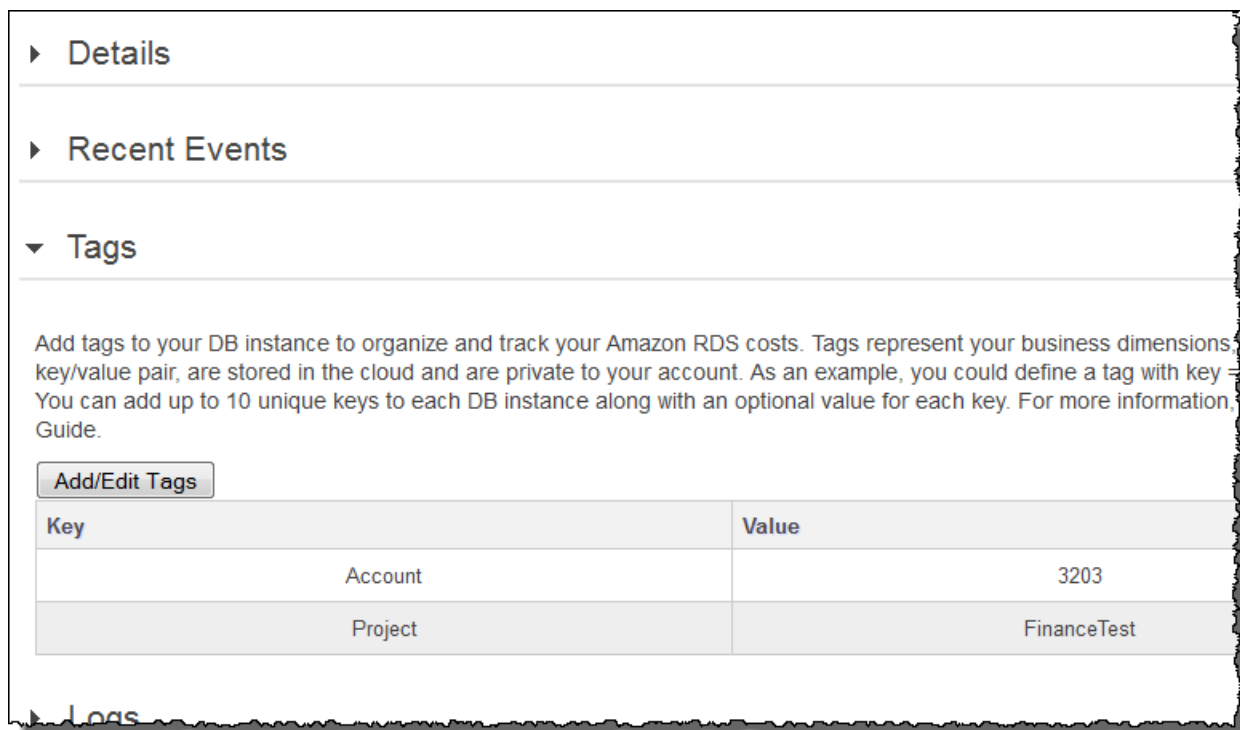 Details
Recent Events
Tags
Add tags to your DB instance to organize and track your Amazon RDS costs. Tags represent your business dimensions,
key/value pair, are stored in the cloud and are private to your account. As an example, you could define a tag with key =
You can add up to 10 unique keys to each DB instance along with an optional value for each key. For more information,
Guide.
Add/Edit Tags
Key Value
Account 3203
Project FinanceTest
Logs